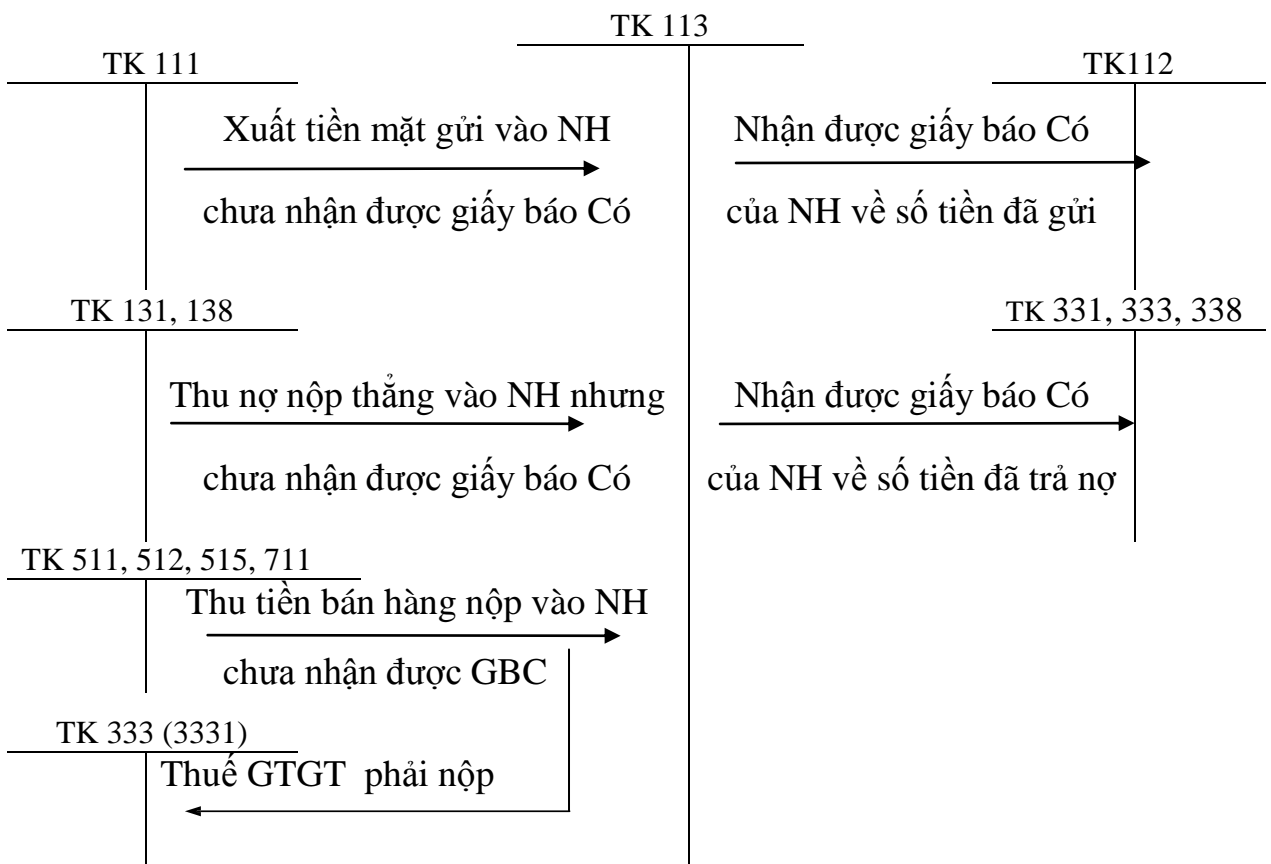 TK 113
TK 111
TK112
Xuất tiền mặt gửi vào NH
chưa nhận được giấy báo Có
Nhận được giấy báo Có
của NH về số tiền đã gửi
TK 131, 138
TK 331, 333, 338
Thu nợ nộp thẳng vào NH nhưng
chưa nhận được giấy báo Có
Nhận được giấy báo Có
của NH về số tiền đã trả nợ
TK 511, 512, 515, 711
Thu tiền bán hàng nộp vào NH
chưa nhận được GBC
TK 333 (3331)
Thuế GTGT phải nộp